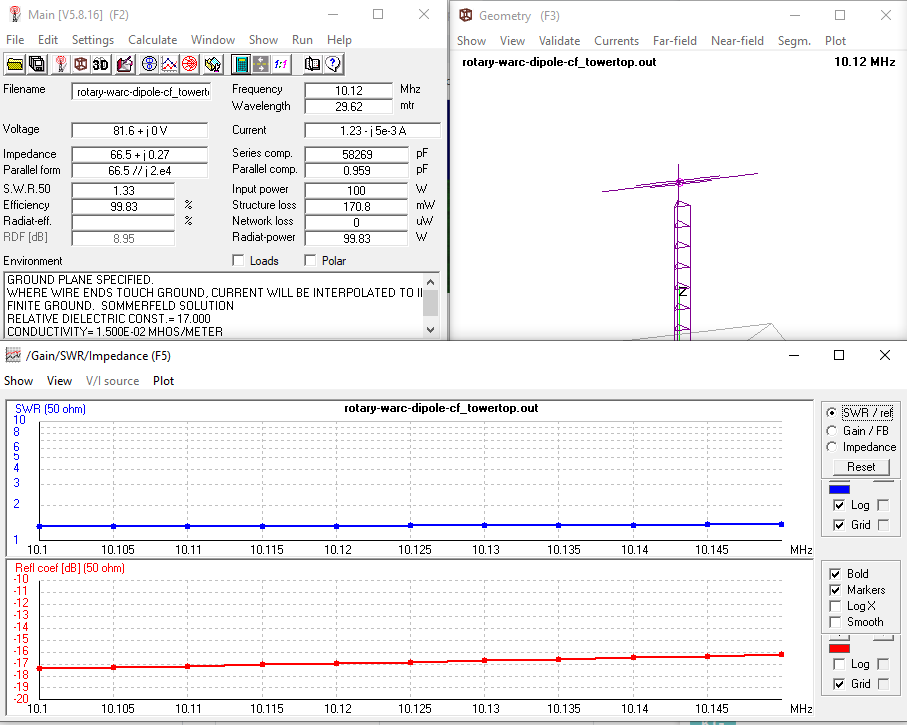 Main [V5.8.16] (F2)
File Edit Settings Calculate Window Show Run Help
3D 1:1
Filename rotary-warc-dipole-cf_towert
Frequency 10.12 Mhz
Wavelength 29.62 mtr
Voltage 81.6 + j 0 V
Current 1.23 - j 5e-3 A
Impedance 66.5 + j 0.27
Series comp. 58269 pF
Parallel form 66.5 // j 2.e4
Parallel comp. 0.959 pF
S.W.R.50 1.33
Input power 100 W
Efficiency 99.83 %
Structure loss 170.8 mW
Radiat-eff. %
Network loss 0 uW
RDF [dB] 8.95
Radiat-power 99.83 W
Environment
Loads Polar
GROUND PLANE SPECIFIED.
WHERE WIRE ENDS TOUCH GROUND, CURRENT WILL BE INTERPOLATED TO I
FINITE GROUND. SOMMERFELD SOLUTION
RELATIVE DIELECTRIC CONST.= 17.000
CONDUCTIVITY= 1.500E-02 MHOS/METER
Geometry (F3)
Show View Validate Currents Far-field Near-field Segm. Plot
rotary-warc-dipole-cf_towertop.out 10.12 MHz
Z
/Gain/SWR/Impedance (F5)
Show View V/I source Plot
SWR (50 ohm) rotary-warc-dipole-cf_towertop.out
10
8
6
5
4
3
2
1
10.1 10.105 10.11 10.115 10.12 10.125 10.13 10.135 10.14 10.145 MHz
Refl coef [dB] (50 ohm)
-10
-11
-12
-13
-14
-15
-16
-17
-18
-19
-20
10.1 10.105 10.11 10.115 10.12 10.125 10.13 10.135 10.14 10.145 MHz
SWR / ref
Gain / FB
Impedance
Reset
Log
Grid
Bold
Markers
Log X
Smooth
Log
Grid